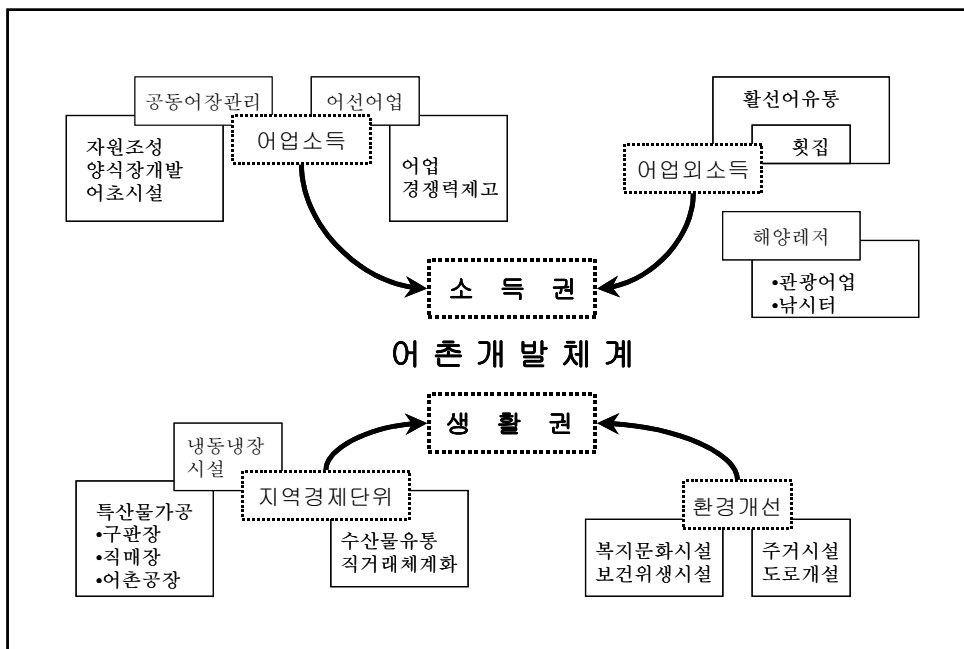 공동어장관리
어선어업
어업소득
자원조성
양식장개발
어초시설
어업
경쟁력제고
활선어유통
횟집
어업외소득
해양레저
•관광어업
•낚시터
소 득 권
어 촌 개 발 체 계
생 활 권
냉동냉장
시설
지역경제단위
특산물가공
•구판장
•직매장
•어촌공장
수산물유통
직거래체계화
환경개선
복지문화시설
보건위생시설
주거시설
도로개설